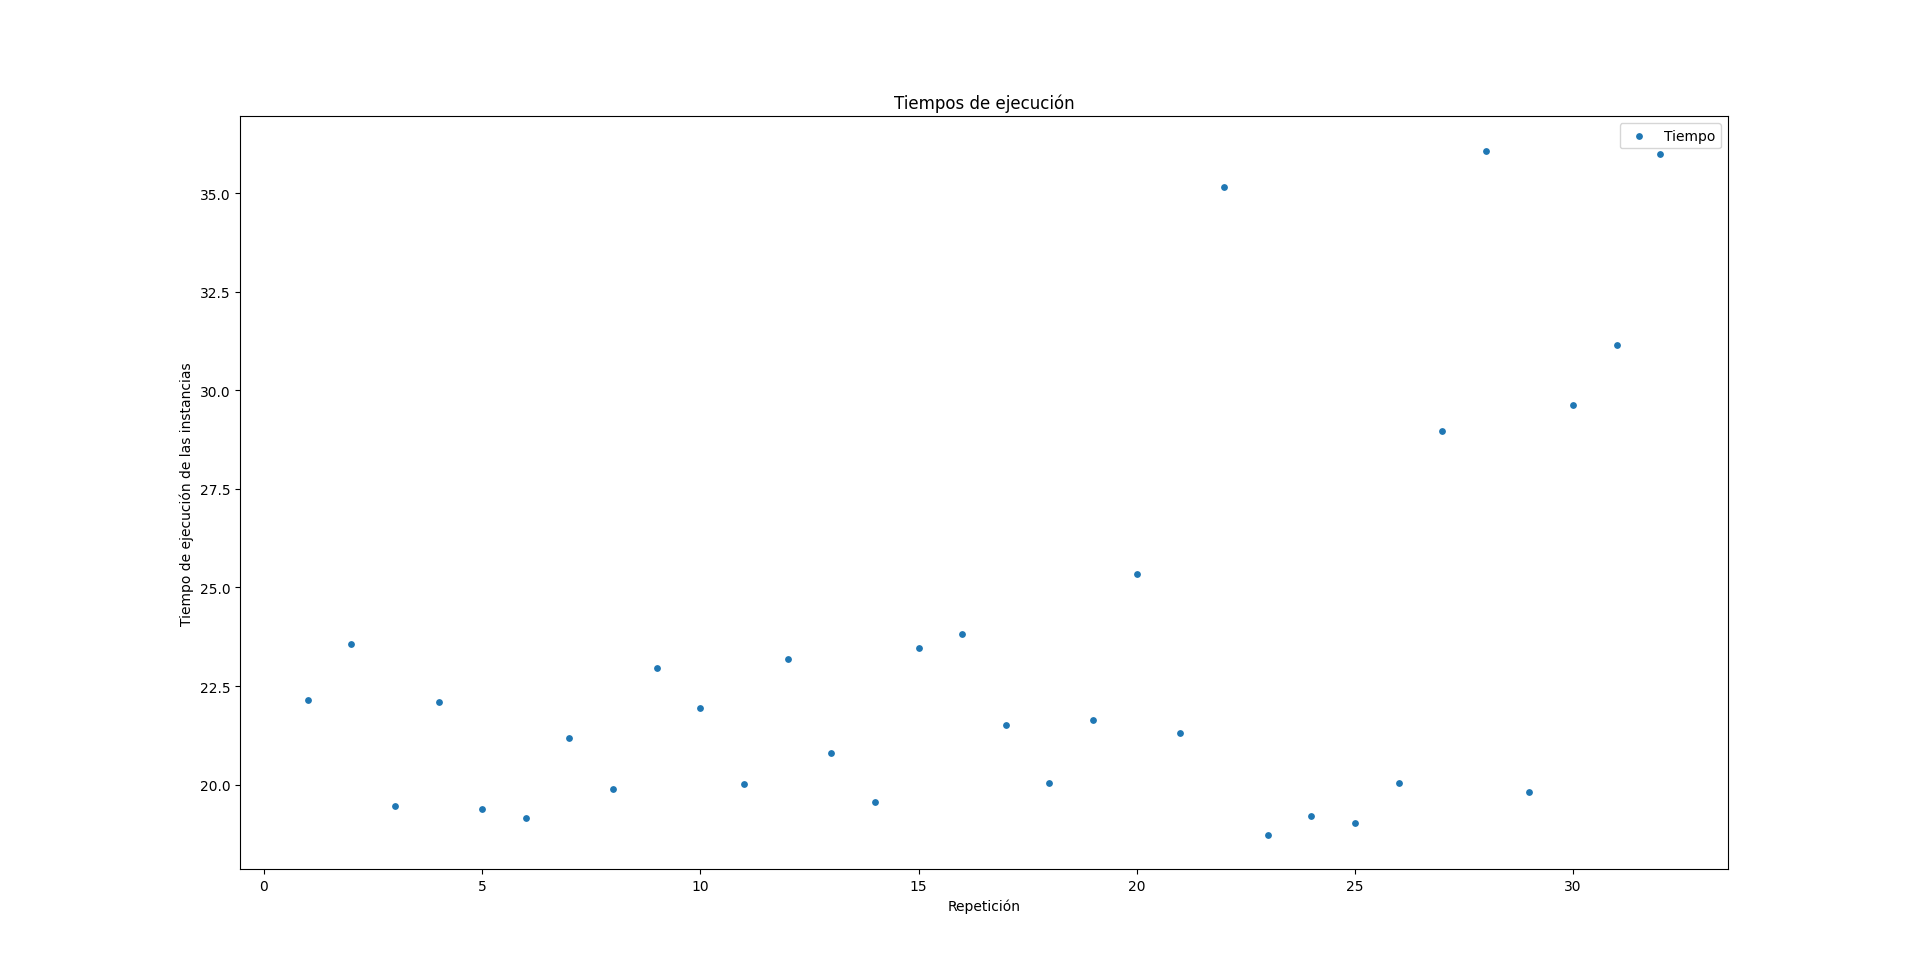 Tiempos de ejecución
Tiempo
Tiempo de ejecución de las instancias
35.0
32.5
30.0
27.5
25.0
22.5
20.0
0 5 10 15 20 25 30
Repetición